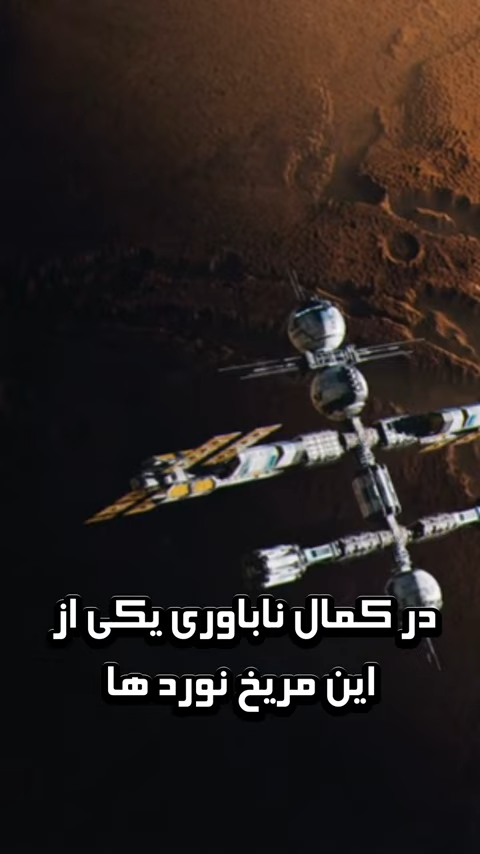 در کمال ناباوری یکی از
این مریخ نورد ها